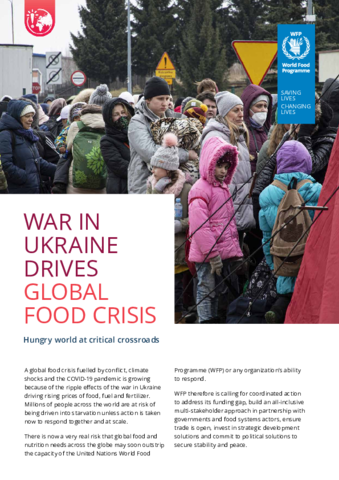 WFP
World Food
Programme
SAVING
LIVES
CHANGING
LIVES
WAR IN
UKRAINE
DRIVES
GLOBAL
FOOD CRISIS
Hungry world at critical crossroads
A global food crisis fuelled by conflict, climate
shocks and the COVID-19 pandemic is growing
because of the ripple effects of the war in Ukraine
driving rising prices of food, fuel and fertilizer.
Millions of people across the world are at risk of
being driven into starvation unless action is taken
now to respond together and at scale.
There is now a very real risk that global food and
nutrition needs across the globe may soon outstrip
the capacity of the United Nations World Food
Programme (WFP) or any organization's ability
to respond.
WFP therefore is calling for coordinated action
to address its funding gap, build an all-inclusive
multi-stakeholder approach in partnership with
governments and food systems actors, ensure
trade is open, invest in strategic development
solutions and commit to political solutions to
secure stability and peace.